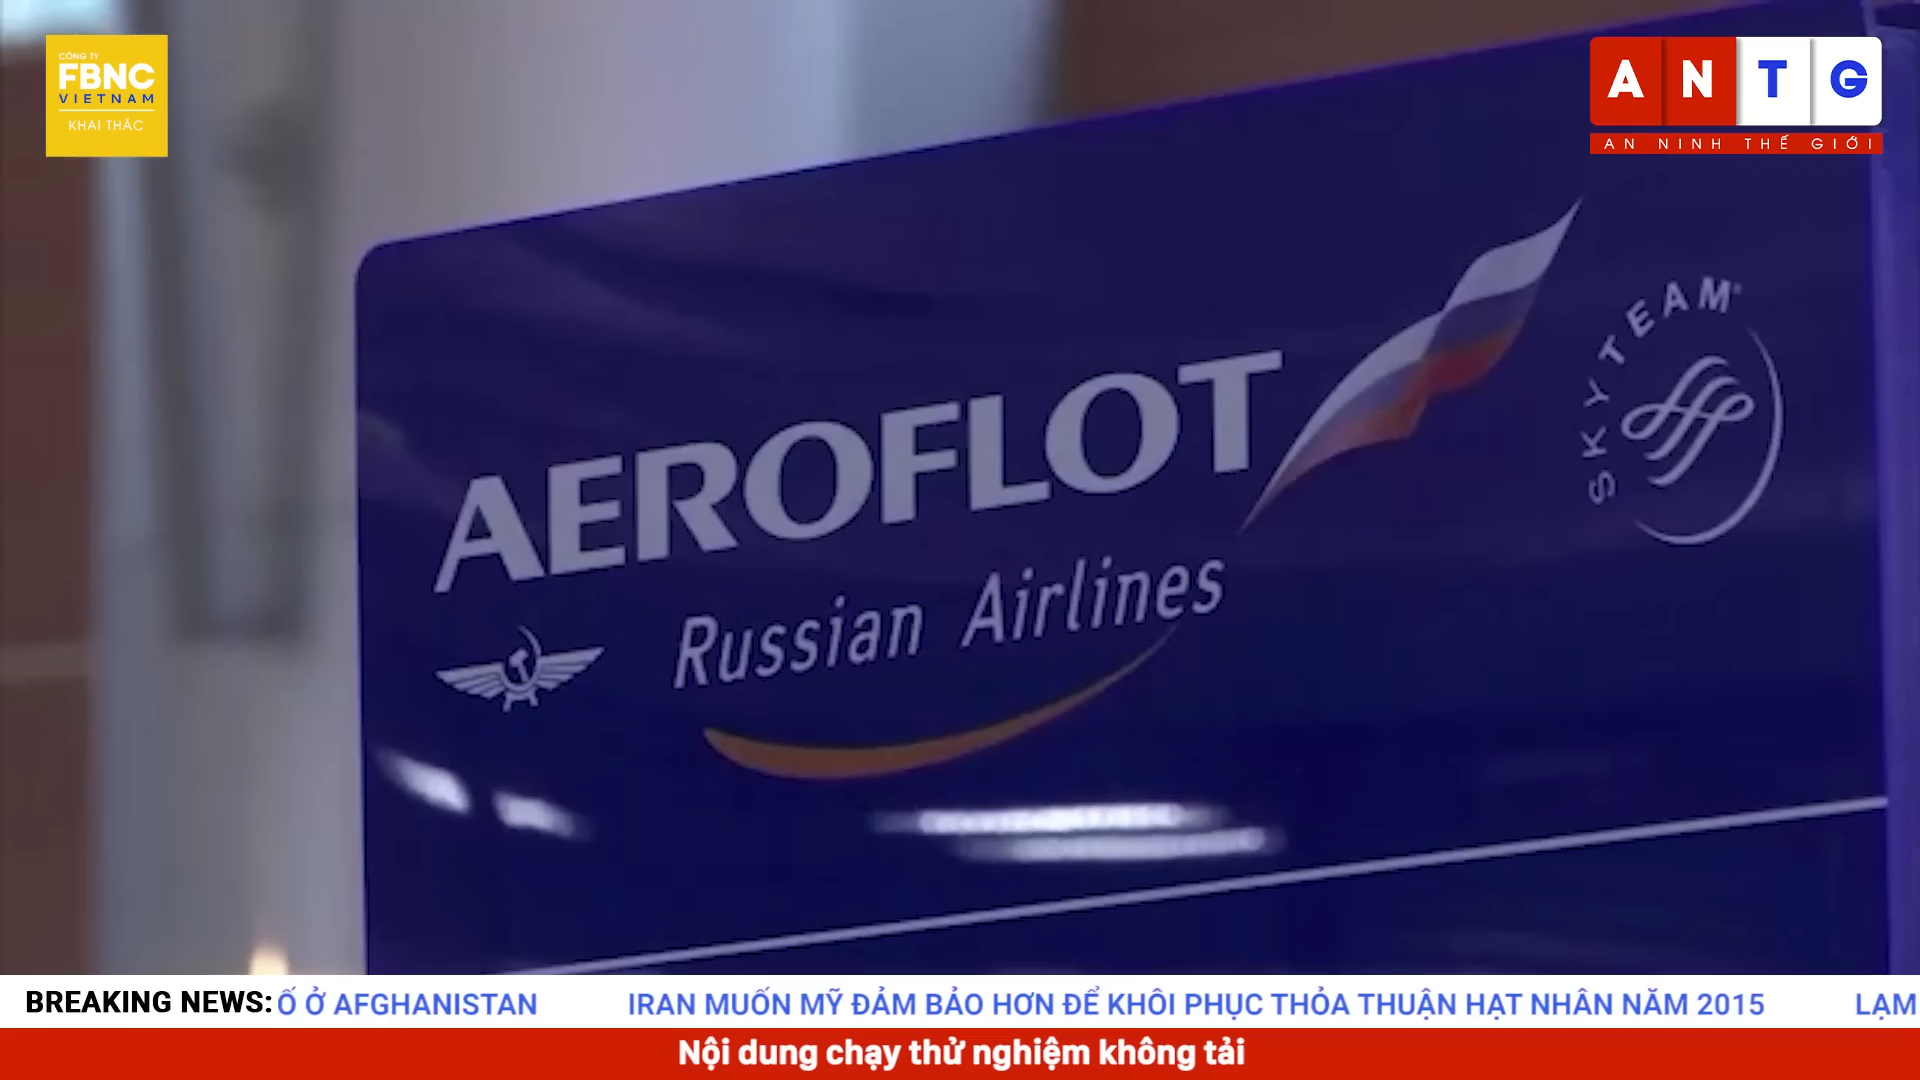 CÔNG TY
FBNC
VIETNAM
KHAI THÁC
ANTG
AN NINH THẾ GIỚI
SKYTEAM
AEROFLOT
Russian Airlines
BREAKING NEWS: Ố Ở AFGHANISTAN IRAN MUỐN MỸ ĐẢM BẢO HƠN ĐỂ KHÔI PHỤC THỎA THUẬN HẠT NHÂN NĂM 2015 LẠM
Nội dung chạy thử nghiệm không tải